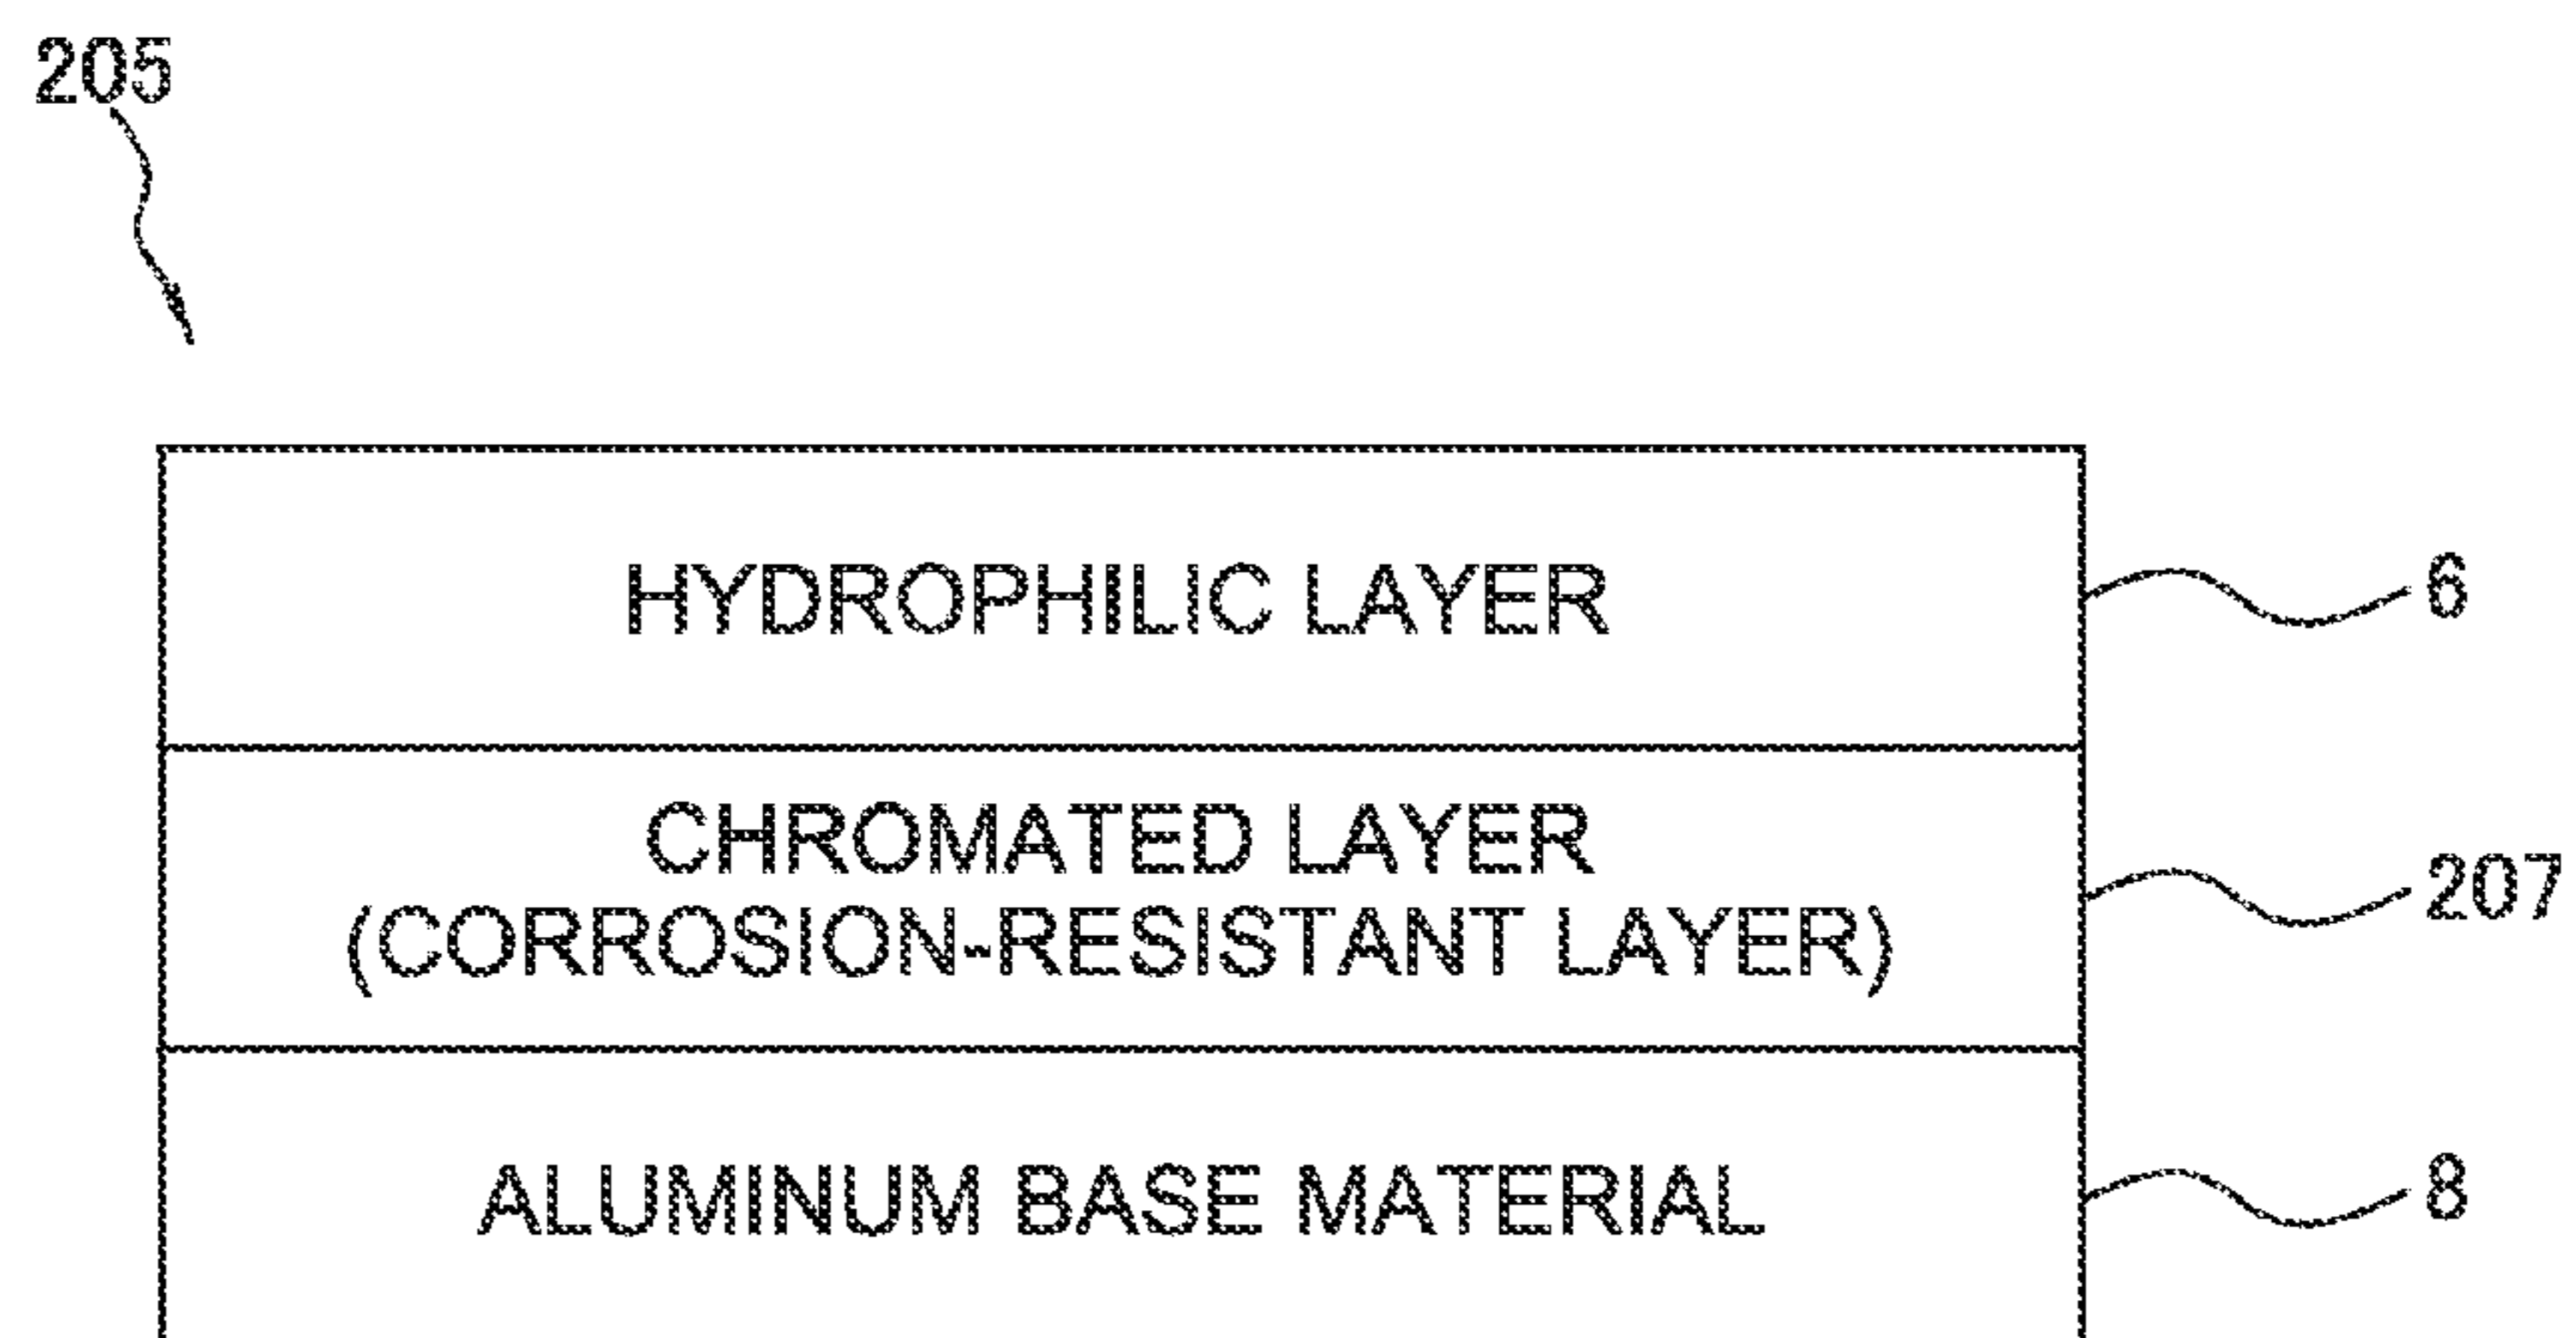 205
HYDROPHILIC LAYER
6
CHROMATED LAYER
(CORROSION-RESISTANT LAYER)
207
ALUMINUM BASE MATERIAL
8